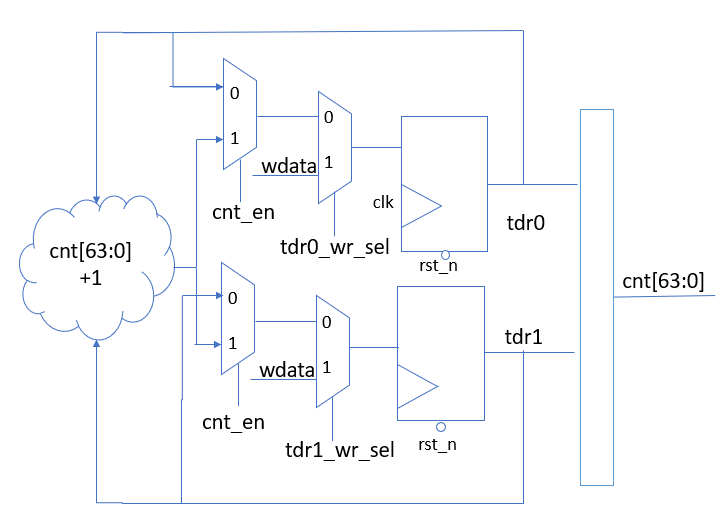 0
1
wdata
cnt_en
0
1
tdr0_wr_sel
clk
rst_n
tdr0
cnt[63:0]
+1
0
1
wdata
cnt_en
0
1
tdr1_wr_sel
rst_n
tdr1
cnt[63:0]